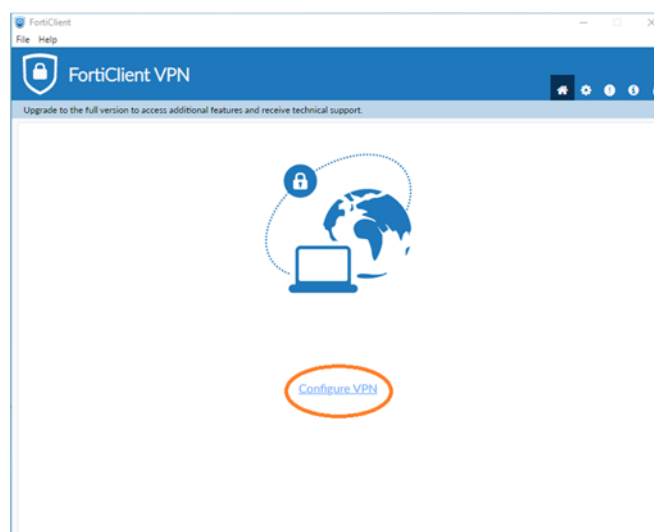 FortiClient
File Help
FortiClient VPN
Upgrade to the full version to access additional features and receive technical support.
Configure VPN